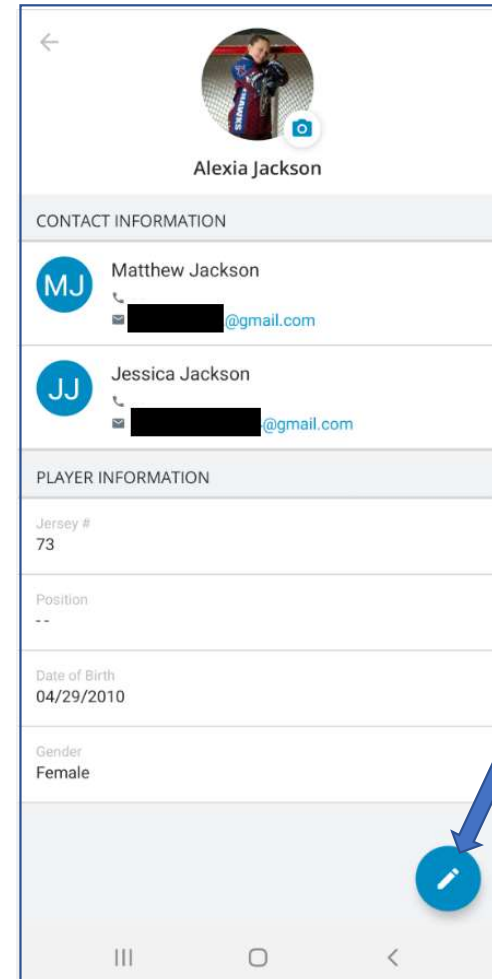 HAWKS
Alexia Jackson
CONTACT INFORMATION
MJ
Matthew Jackson
@gmail.com
JJ
Jessica Jackson
@gmail.com
PLAYER INFORMATION
Jersey #
73
Position
--
Date of Birth
04/29/2010
Gender
Female